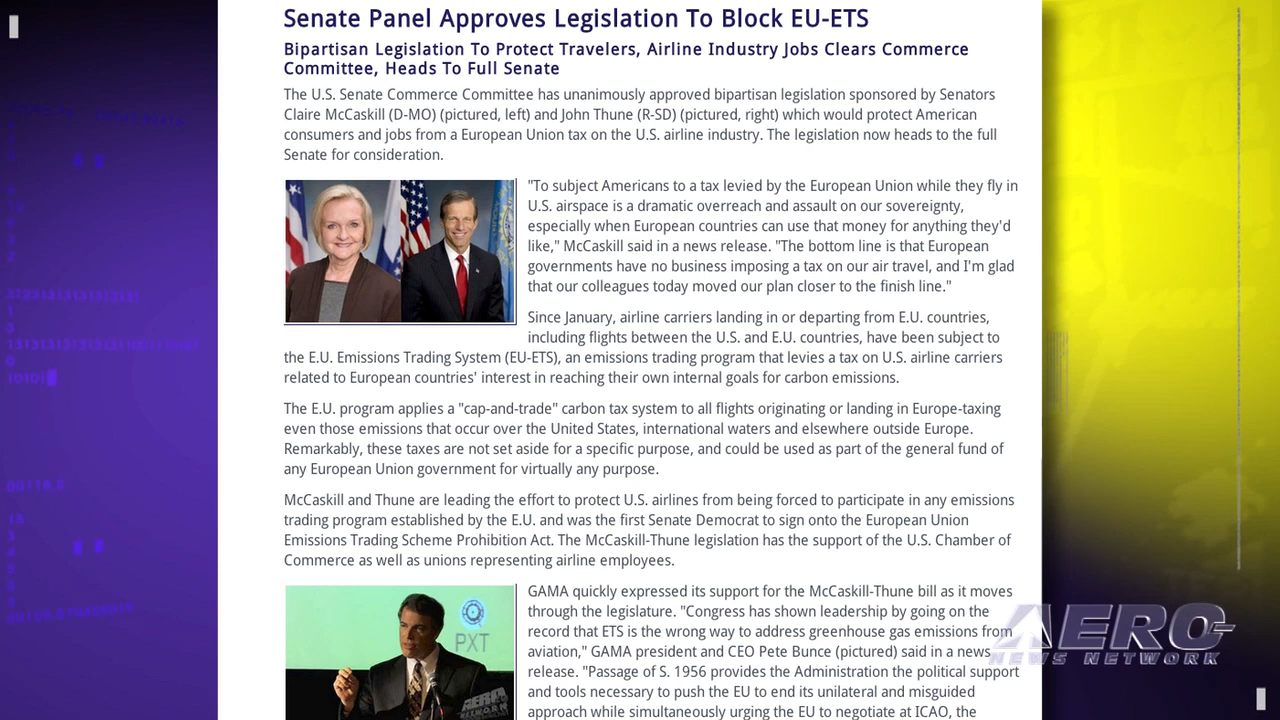 Senate Panel Approves Legislation To Block EU-ETS
Bipartisan Legislation To Protect Travelers, Airline Industry Jobs Clears Commerce
Committee, Heads To Full Senate
The U.S. Senate Commerce Committee has unanimously approved bipartisan legislation sponsored by Senators
Claire McCaskill (D-MO) (pictured, left) and John Thune (R-SD) (pictured, right) which would protect American
consumers and jobs from a European Union tax on the U.S. airline industry. The legislation now heads to the full
Senate for consideration.
"To subject Americans to a tax levied by the European Union while they fly in
U.S. airspace is a dramatic overreach and assault on our sovereignty,
especially when European countries can use that money for anything they'd
like," McCaskill said in a news release. "The bottom line is that European
governments have no business imposing a tax on our air travel, and I'm glad
that our colleagues today moved our plan closer to the finish line."
Since January, airline carriers landing in or departing from E.U. countries,
including flights between the U.S. and E.U. countries, have been subject to
the E.U. Emissions Trading System (EU-ETS), an emissions trading program that levies a tax on U.S. airline carriers
related to European countries' interest in reaching their own internal goals for carbon emissions.
The E.U. program applies a "cap-and-trade" carbon tax system to all flights originating or landing in Europe-taxing
even those emissions that occur over the United States, international waters and elsewhere outside Europe.
Remarkably, these taxes are not set aside for a specific purpose, and could be used as part of the general fund of
any European Union government for virtually any purpose.
McCaskill and Thune are leading the effort to protect U.S. airlines from being forced to participate in any emissions
trading program established by the E.U. and was the first Senate Democrat to sign onto the European Union
Emissions Trading Scheme Prohibition Act. The McCaskill-Thune legislation has the support of the U.S. Chamber of
Commerce as well as unions representing airline employees.
PXT
GAMA quickly expressed its support for the McCaskill-Thune bill as it moves
through the legislature. "Congress has shown leadership by going on the
record that ETS is the wrong way to address greenhouse gas emissions from
aviation," GAMA president and CEO Pete Bunce (pictured) said in a news
release. "Passage of S. 1956 provides the Administration the political support
and tools necessary to push the EU to end its unilateral and misguided
approach while simultaneously urging the EU to negotiate at ICAO, the
AERO-
NEWS NETWORK